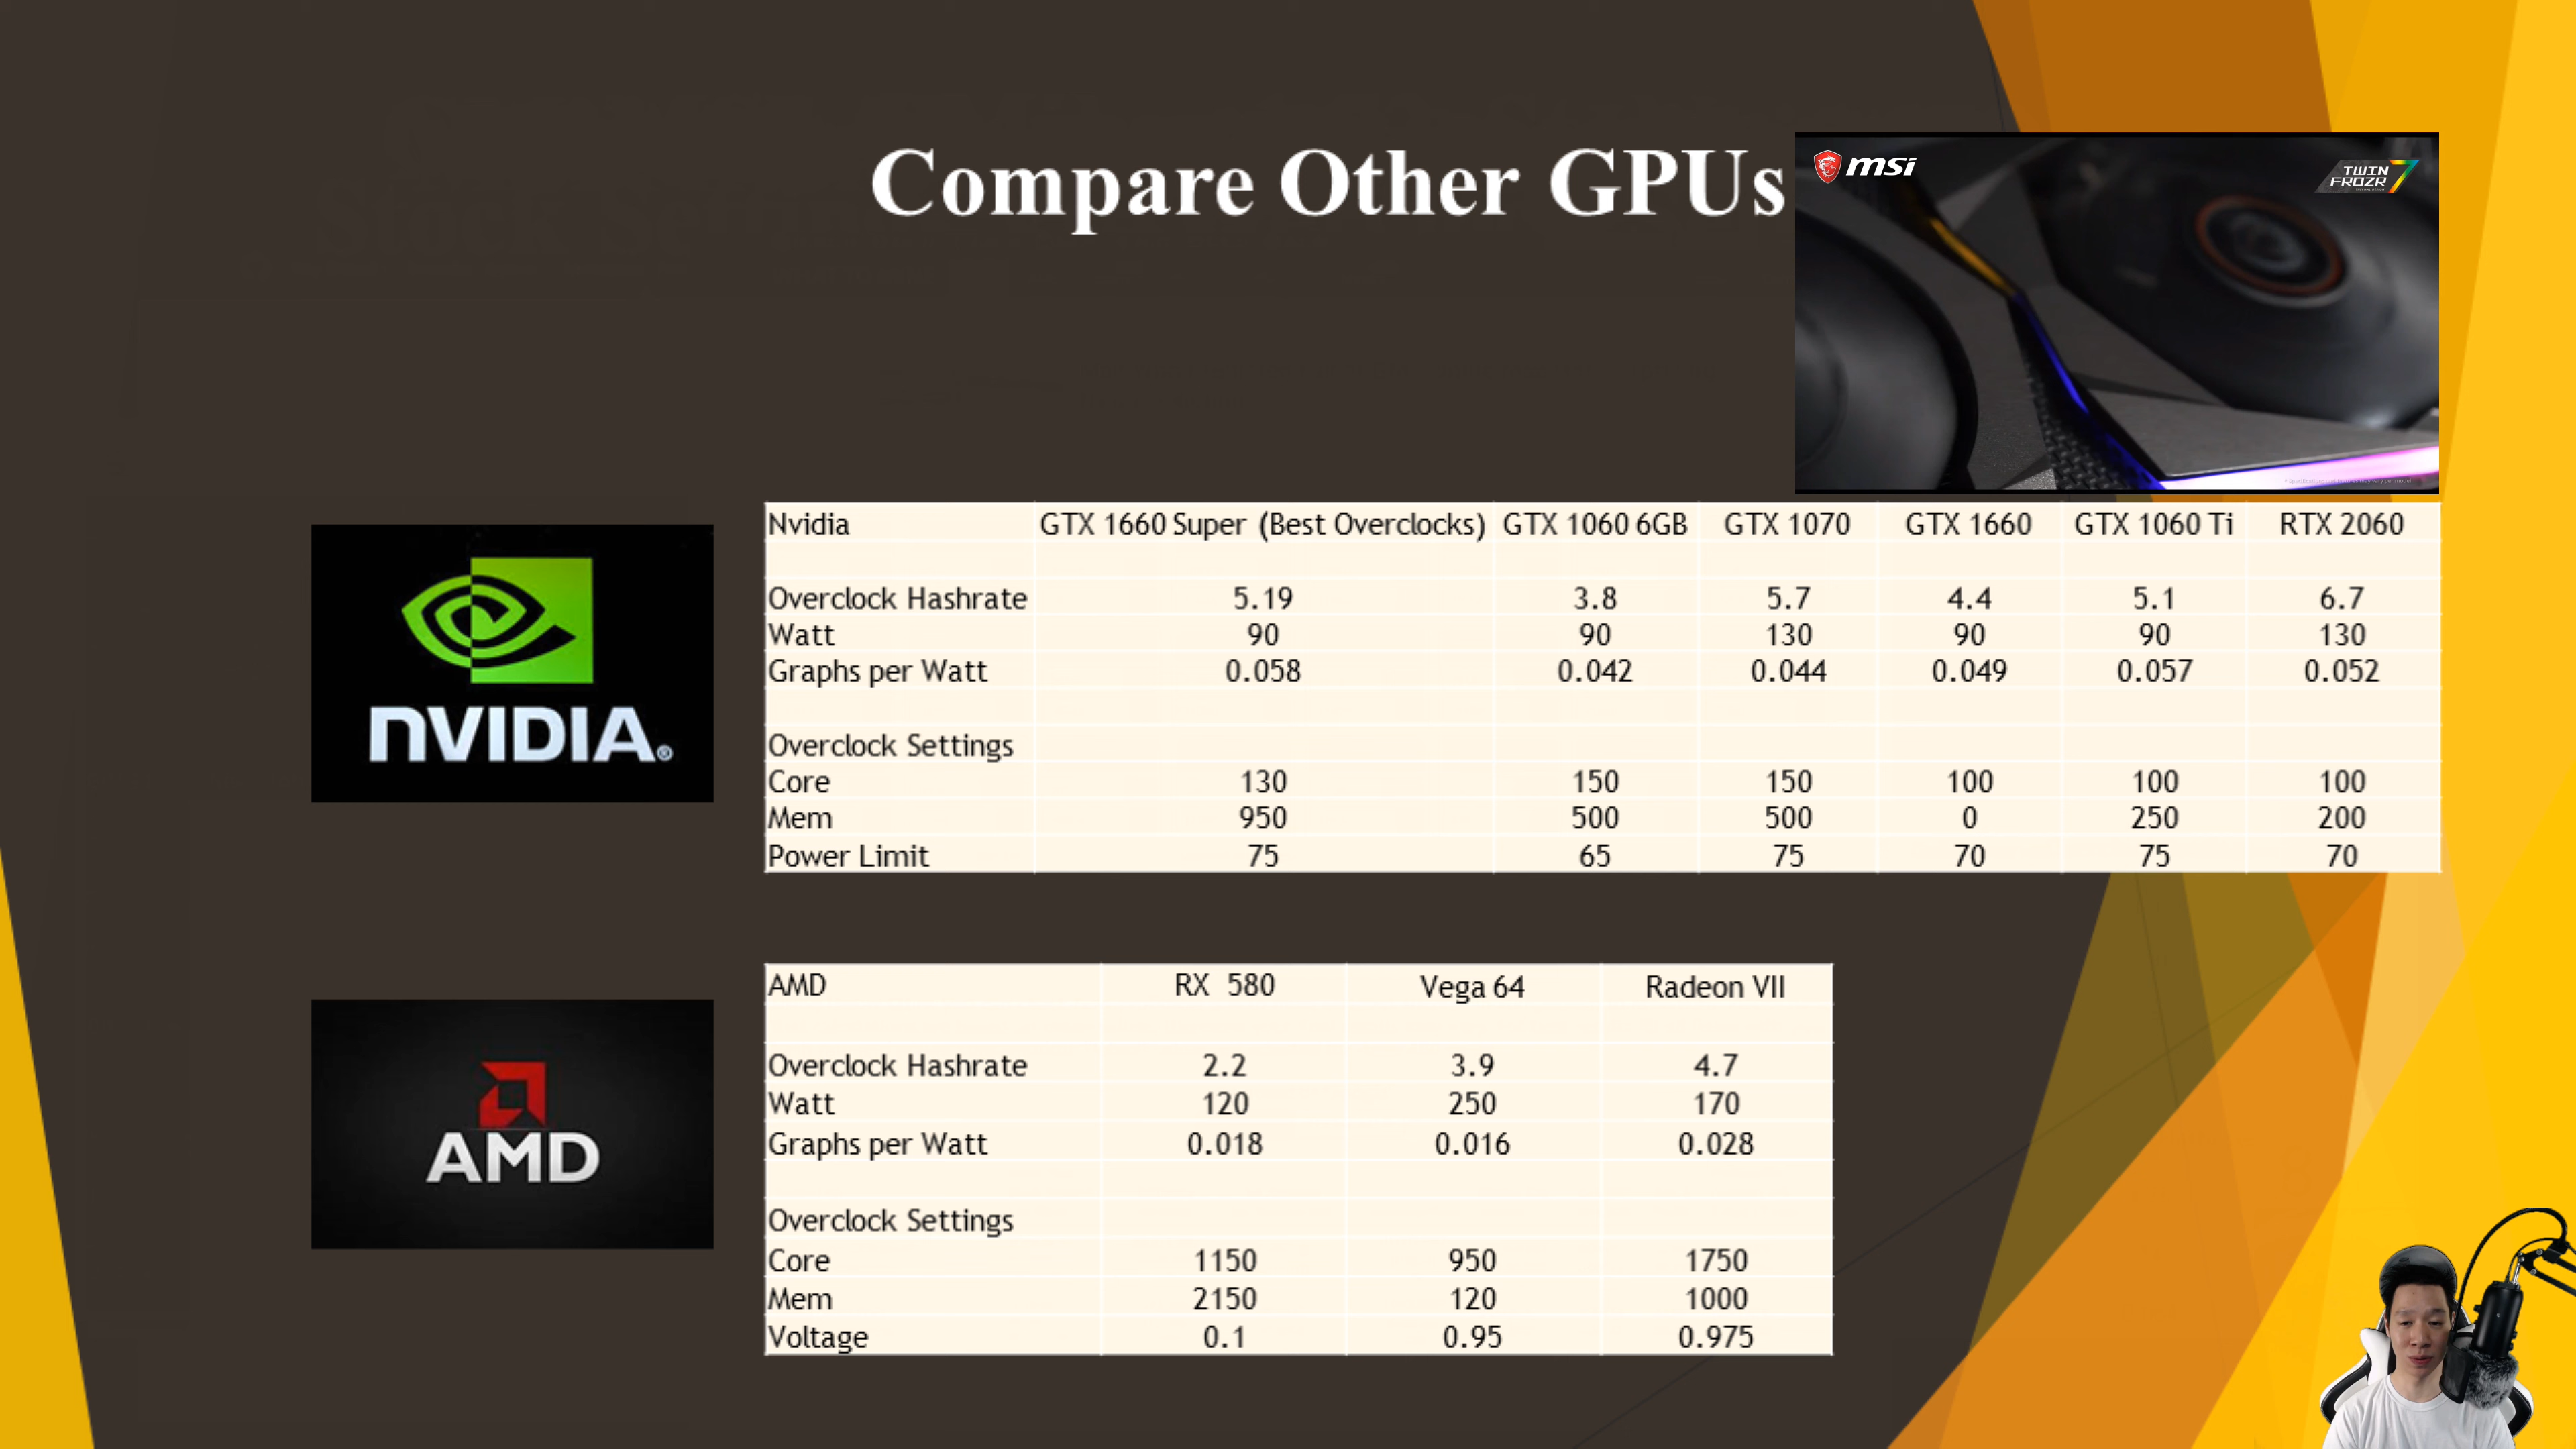 Compare Other GPUs
msi
TWIN
FROZR 7
NVIDIA®
Nvidia GTX 1660 Super (Best Overclocks) GTX 1060 6GB GTX 1070 GTX 1660 GTX 1060 Ti RTX 2060
Overclock Hashrate 5.19 3.8 5.7 4.4 5.1 6.7
Watt 90 90 130 90 90 130
Graphs per Watt 0.058 0.042 0.044 0.049 0.057 0.052
Overclock Settings
Core 130 150 150 100 100 100
Mem 950 500 500 0 250 200
Power Limit 75 65 75 70 75 70
AMD
AMD RX 580 Vega 64 Radeon VII
Overclock Hashrate 2.2 3.9 4.7
Watt 120 250 170
Graphs per Watt 0.018 0.016 0.028
Overclock Settings
Core 1150 950 1750
Mem 2150 120 1000
Voltage 0.1 0.95 0.975